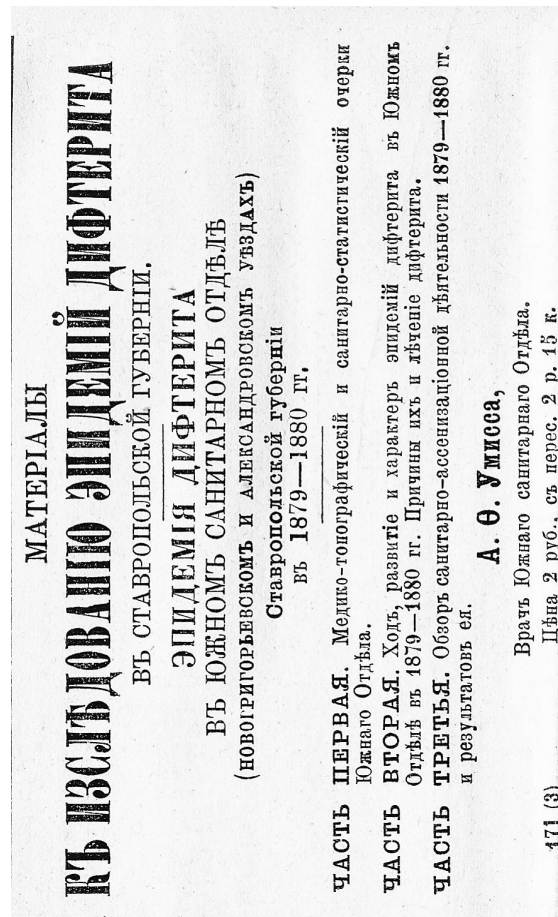 МАТЕРІАЛЫ
КЪ ИЗСЛѢДОВАНІЮ ЭПИДЕМІЙ ДИФТЕРИТА
ВЪ СТАВРОПОЛЬСКОЙ ГУБЕРНІИ.
ЭПИДЕМІЯ ДИФТЕРИТА
ВЪ ЮЖНОМЪ САНИТАРНОМЪ ОТДѢЛѢ
(НОВОГРИГОРЬЕВСКОМЪ И АЛЕКСАНДРОВСКОМЪ УѢЗДАХЪ)
Ставропольской губерніи
въ 1879—1880 гг.
ЧАСТЬ ПЕРВАЯ. Медико-тонографическій и санитарно-статистическій очерки
Южнаго Отдѣла.
ЧАСТЬ ВТОРАЯ. Ходъ, развитіе и характеръ эпидемій дифтерита въ Южномъ
Отдѣлѣ въ 1879—1880 гг. Причины ихъ и лѣченіе дифтерита.
ЧАСТЬ ТРЕТЬЯ. Обзоръ санитарно-ассенизаціонной дѣятельности 1879—1880 гг.
и результатовъ ея.
А. Ѳ. Умисса,
Врачъ Южнаго санитарнаго Отдѣла.
171 (3) Цѣна 2 руб., съ перес. 2 р. 15 к.